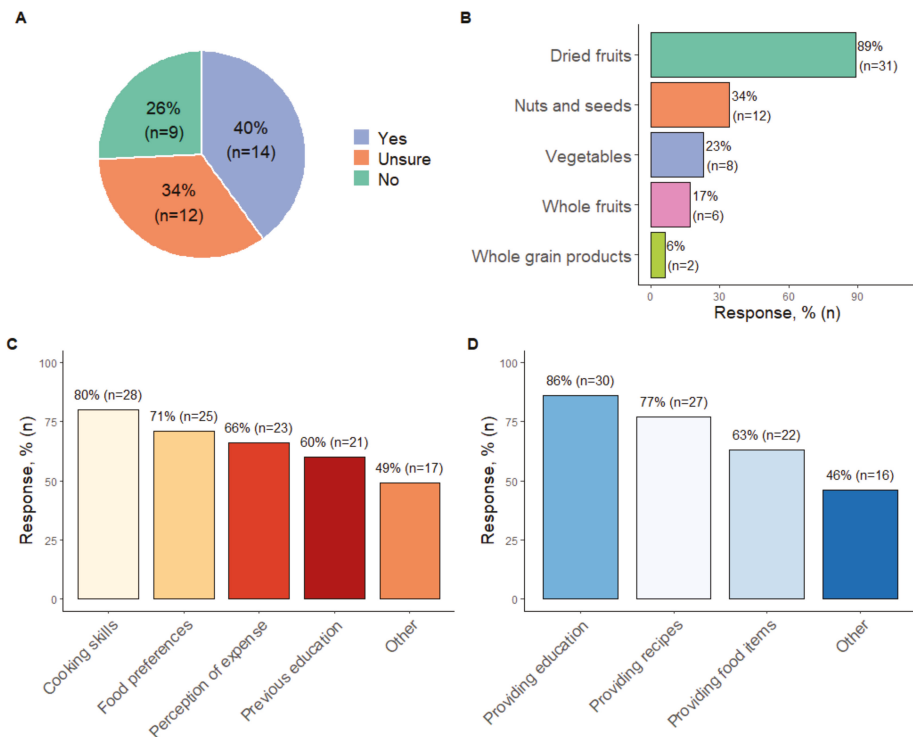 A
26%
(n=9)
40%
(n=14)
34%
(n=12)
Yes
Unsure
No
B
Dried fruits
Nuts and seeds
Vegetables
Whole fruits
Whole grain products
89%
(n=31)
34%
(n=12)
23%
(n=8)
17%
(n=6)
6%
(n=2)
0
30
60
90
Response, % (n)
C
Response, % (n)
100
75
50
25
0
80% (n=28)
71% (n=25)
66% (n=23)
60% (n=21)
49% (n=17)
Cooking skills
Food preferences
Perception of expense
Previous education
Other
D
Response, % (n)
100
75
50
25
0
86% (n=30)
77% (n=27)
63% (n=22)
46% (n=16)
Providing education
Providing recipes
Providing food items
Other